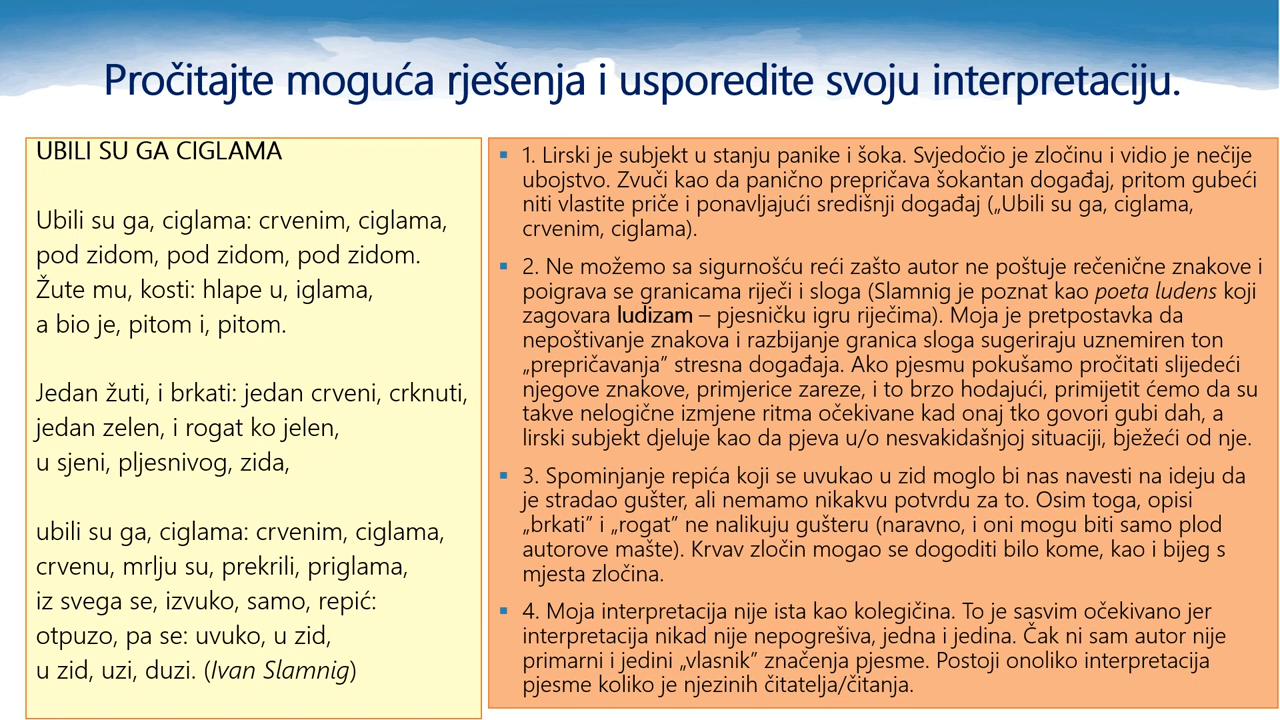 Pročitajte moguća rješenja i usporedite svoju interpretaciju.
UBILI SU GA CIGLAMA
Ubili su ga, ciglama: crvenim, ciglama,
pod zidom, pod zidom, pod zidom.
Žute mu, kosti: hlape u, iglama,
a bio je, pitom i, pitom.
Jedan žuti, i brkati: jedan crveni, crknuti,
jedan zelen, i rogat ko jelen,
u sjeni, pljesnivog, zida,
ubili su ga, ciglama: crvenim, ciglama,
crvenu, mrlju su, prekrili, priglama,
iz svega se, izvuko, samo, repić:
otpuzo, pa se: uvuko, u zid,
u zid, uzi, duzi. (Ivan Slamnig)
▪ 1. Lirski je subjekt u stanju panike i šoka. Svjedočio je zločinu i vidio je nečije
ubojstvo. Zvuči kao da panično prepričava šokantan događaj, pritom gubeći
niti vlastite priče i ponavljajući središnji događaj („Ubili su ga, ciglama,
crvenim, ciglama).
▪ 2. Ne možemo sa sigurnošću reći zašto autor ne poštuje rečenične znakove i
poigrava se granicama riječi i sloga (Slamnig je poznat kao poeta ludens koji
zagovara ludizam – pjesničku igru riječima). Moja je pretpostavka da
nepoštivanje znakova i razbijanje granica sloga sugeriraju uznemiren ton
„prepričavanja” stresna događaja. Ako pjesmu pokušamo pročitati slijedeći
njegove znakove, primjerice zareze, i to brzo hodajući, primijetit ćemo da su
takve nelogične izmjene ritma očekivane kad onaj tko govori gubi dah, a
lirski subjekt djeluje kao da pjeva u/o nesvakidašnjoj situaciji, bježeći od nje.
▪ 3. Spominjanje repića koji se uvukao u zid moglo bi nas navesti na ideju da
je stradao gušter, ali nemamo nikakvu potvrdu za to. Osim toga, opisi
„brkati” i „rogat” ne nalikuju gušteru (naravno, i oni mogu biti samo plod
autorove mašte). Krvav zločin mogao se dogoditi bilo kome, kao i bijeg s
mjesta zločina.
▪ 4. Moja interpretacija nije ista kao kolegičina. To je sasvim očekivano jer
interpretacija nikad nije nepogrešiva, jedna i jedina. Čak ni sam autor nije
primarni i jedini „vlasnik” značenja pjesme. Postoji onoliko interpretacija
pjesme koliko je njezinih čitatelja/čitanja.